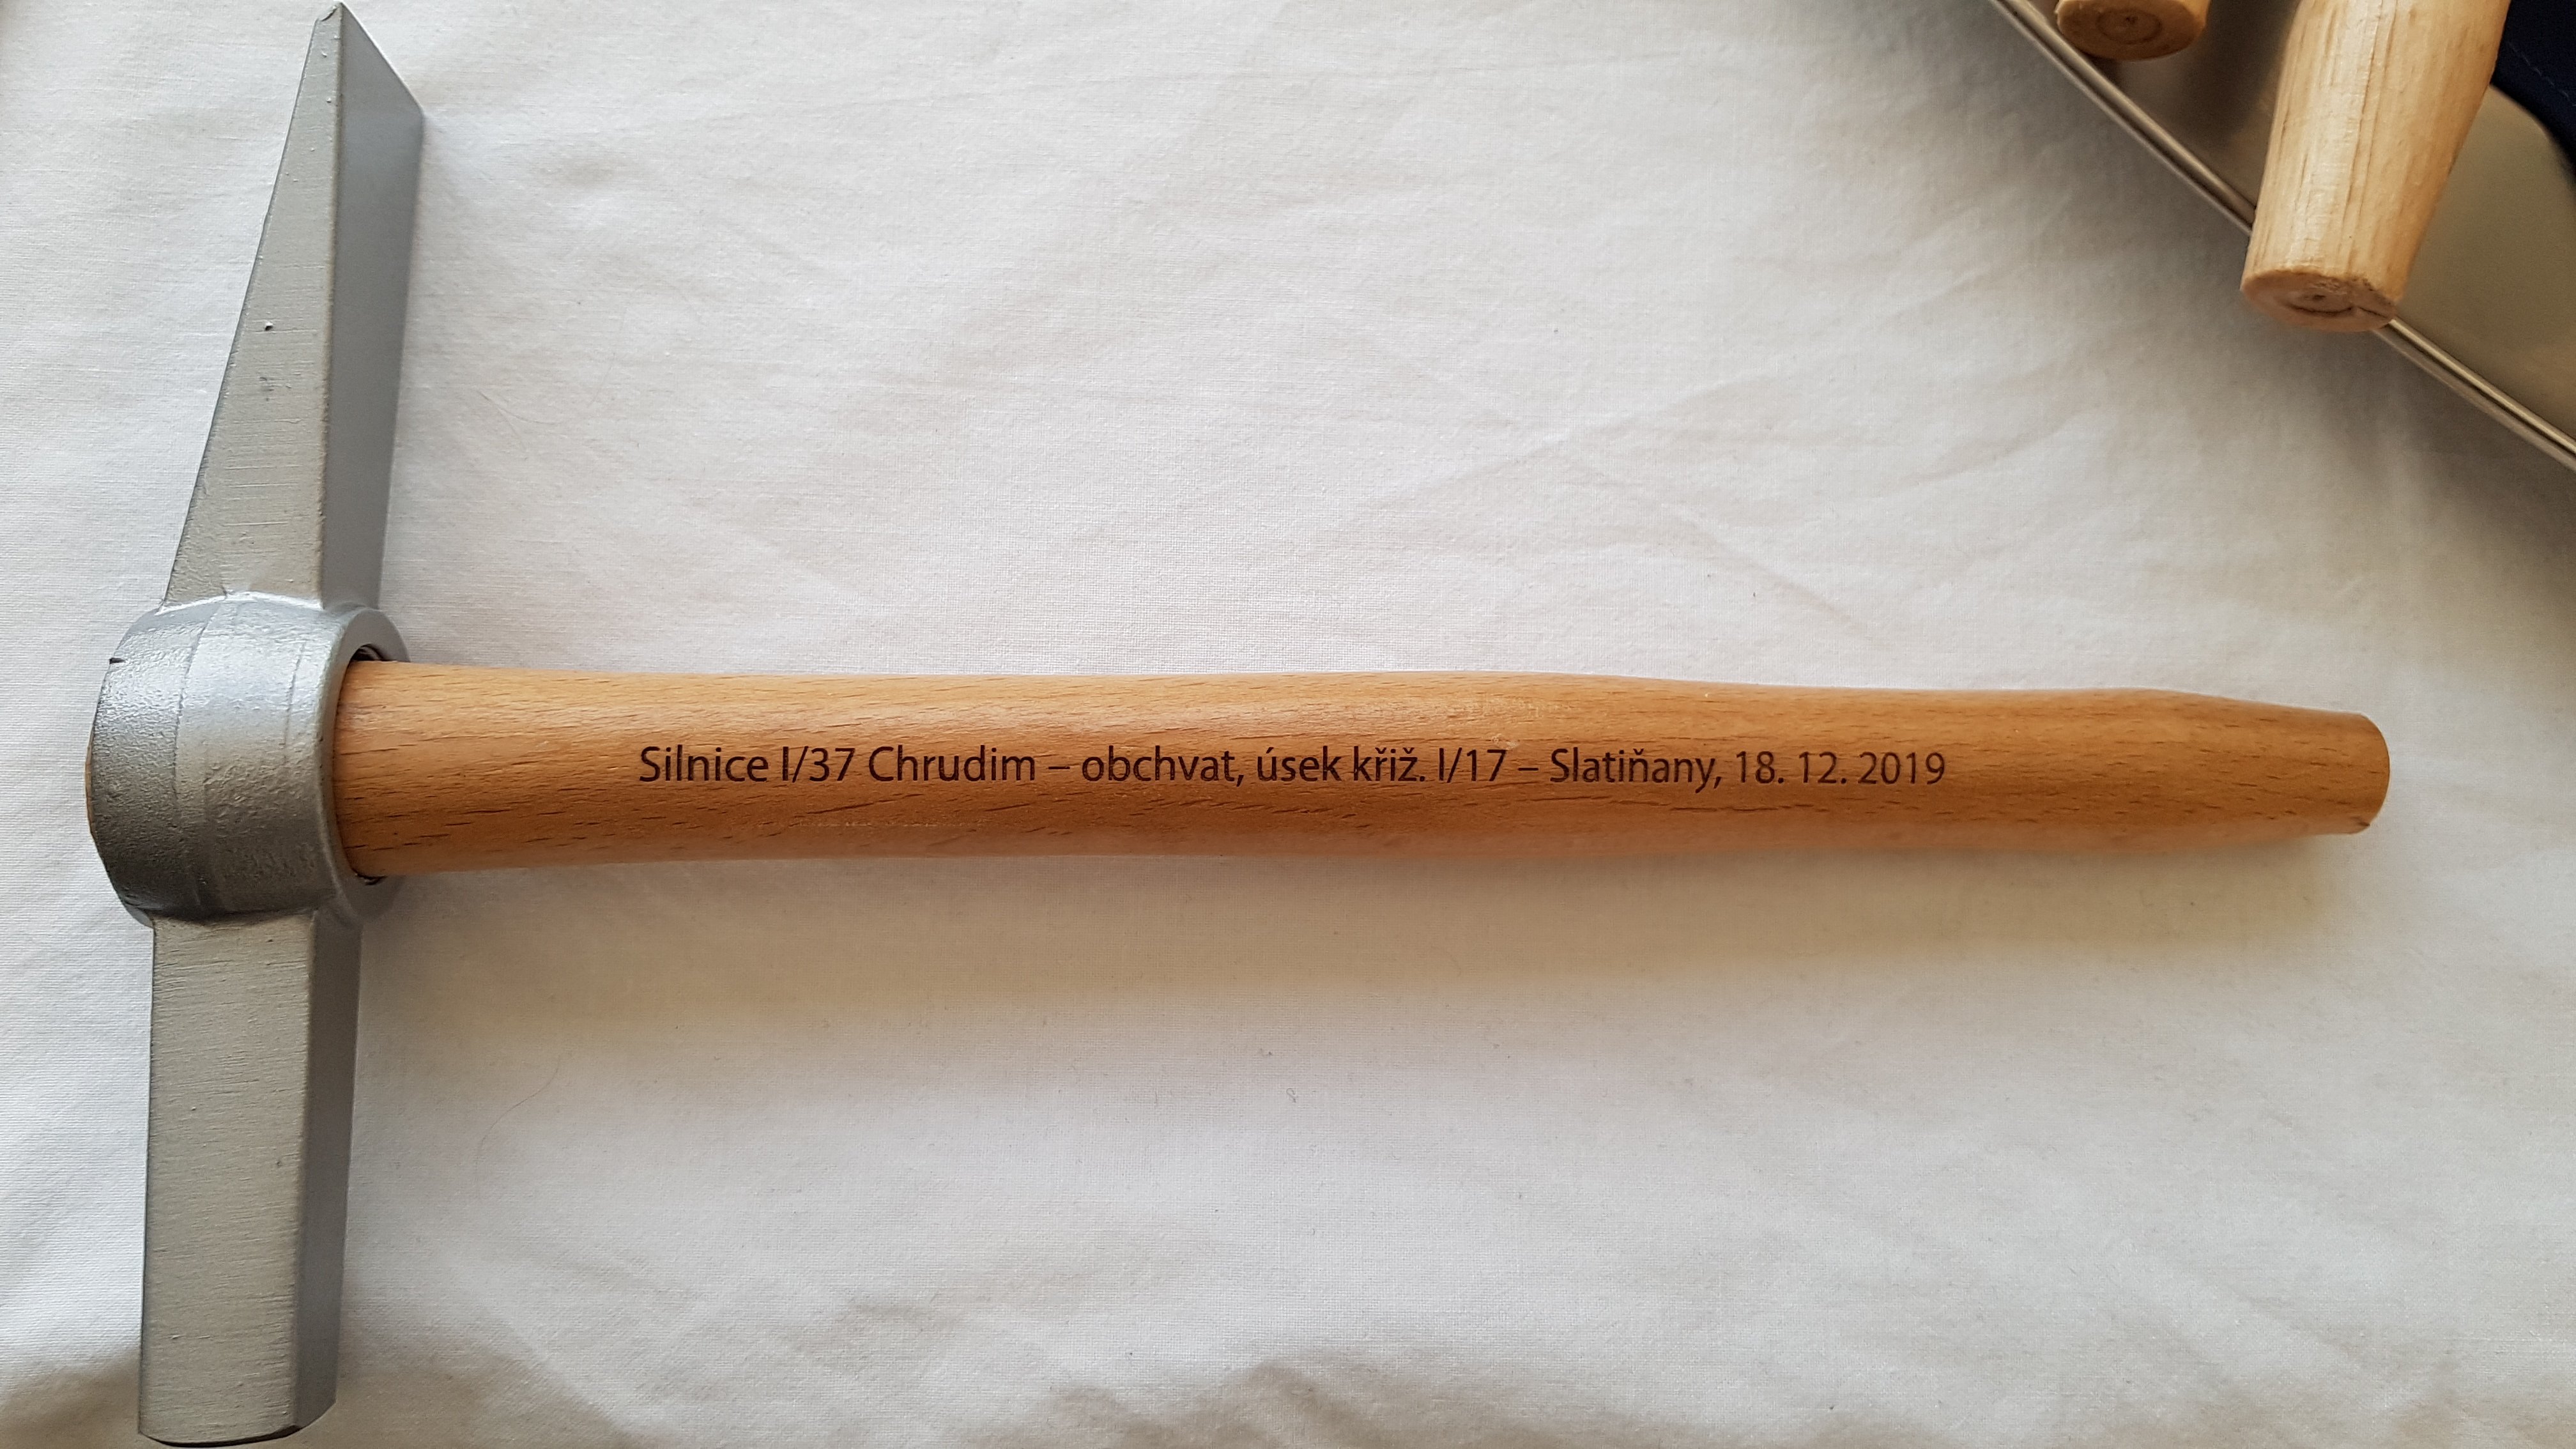 Silnice I/37 Chrudim – obchvat, úsek křiž. I/17 – Slatiňany, 18. 12. 2019